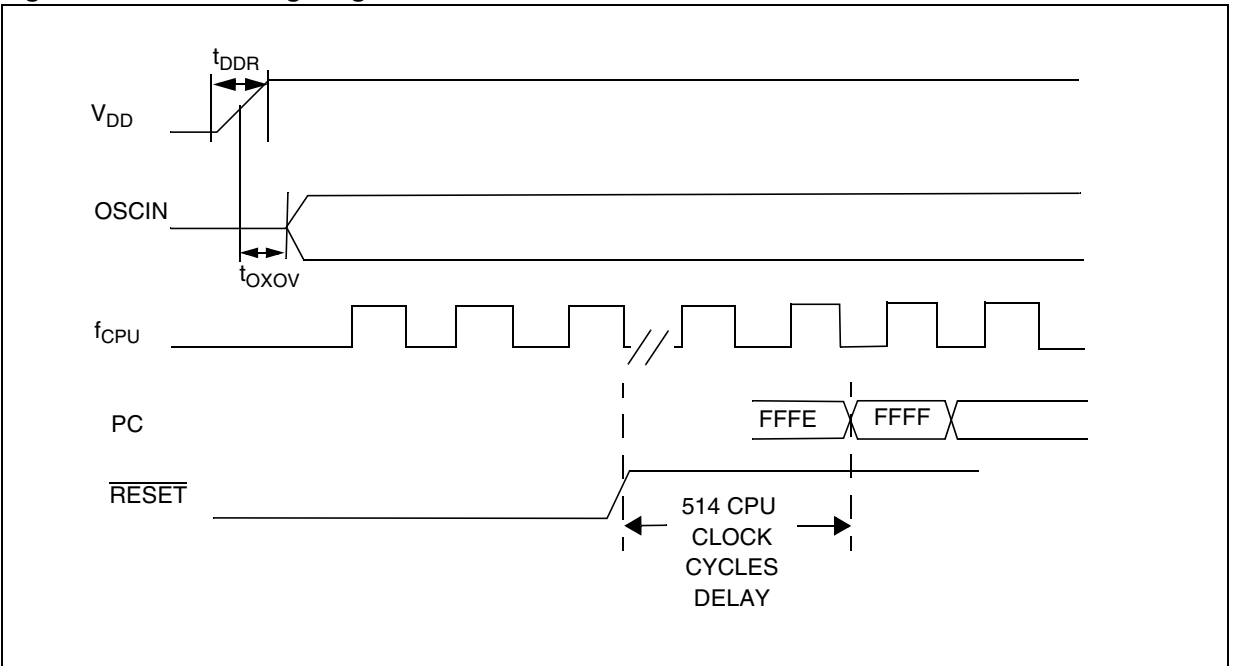 tDDR
VDD
OSCIN
tOXOV
fCPU
PC
FFFE
FFFF
RESET
514 CPU
CLOCK
CYCLES
DELAY